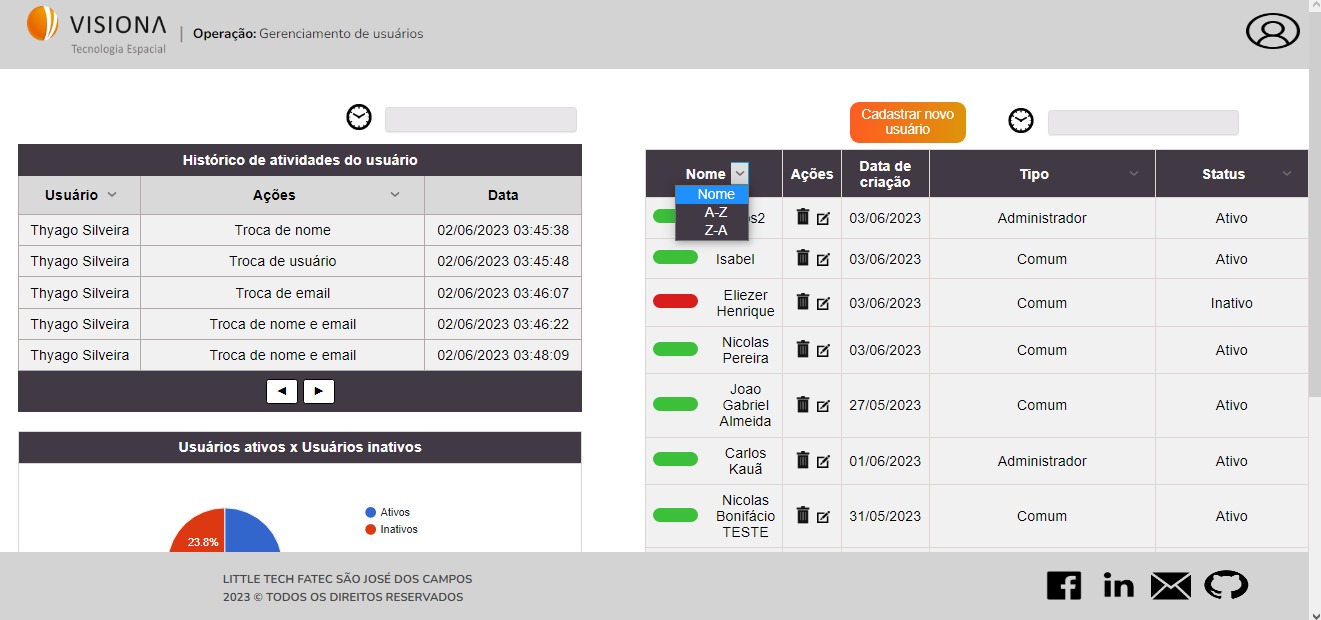 VISIONA
Tecnologia Espacial
| Operação: Gerenciamento de usuários
Histórico de atividades do usuário
Usuário Ações Data
Thyago Silveira Troca de nome 02/06/2023 03:45:38
Thyago Silveira Troca de usuário 02/06/2023 03:45:48
Thyago Silveira Troca de email 02/06/2023 03:46:07
Thyago Silveira Troca de nome e email 02/06/2023 03:46:22
Thyago Silveira Troca de nome e email 02/06/2023 03:48:09
Usuários ativos x Usuários inativos
Ativos
Inativos
23.8%
Cadastrar novo
usuário
Nome Ações Data de
criação Tipo Status
Nome
A-Z
Z-A
03/06/2023 Administrador Ativo
Isabel 03/06/2023 Comum Ativo
Eliezer
Henrique 03/06/2023 Comum Inativo
Nicolas
Pereira 03/06/2023 Comum Ativo
Joao
Gabriel
Almeida 27/05/2023 Comum Ativo
Carlos
Kauã 01/06/2023 Administrador Ativo
Nicolas
Bonifácio
TESTE 31/05/2023 Comum Ativo
LITTLE TECH FATEC SÃO JOSÉ DOS CAMPOS
2023 © TODOS OS DIREITOS RESERVADOS